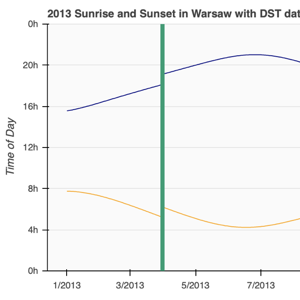 2013 Sunrise and Sunset in Warsaw with DST dat
0h
20h
16h
12h
8h
4h
0h
Time of Day
1/2013 3/2013 5/2013 7/2013